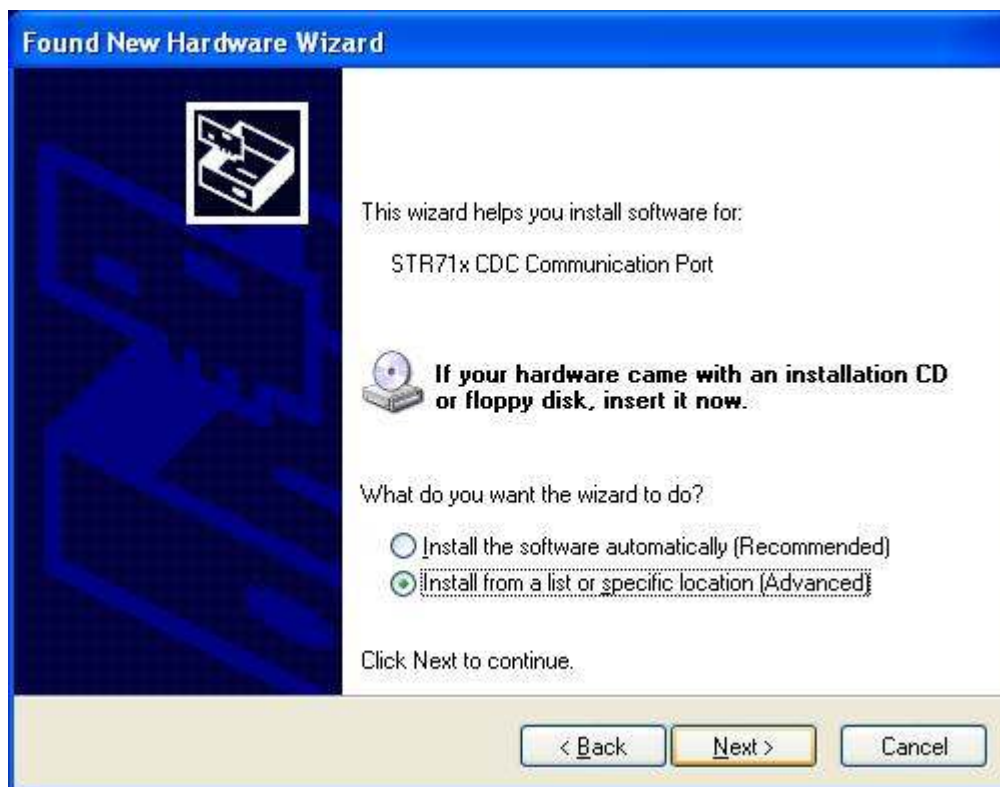 Found New Hardware Wizard
This wizard helps you install software for:
STR71x CDC Communication Port
If your hardware came with an installation CD
or floppy disk, insert it now.
What do you want the wizard to do?
Install the software automatically (Recommended)
Install from a list or specific location (Advanced)
Click Next to continue.
< Back Next > Cancel